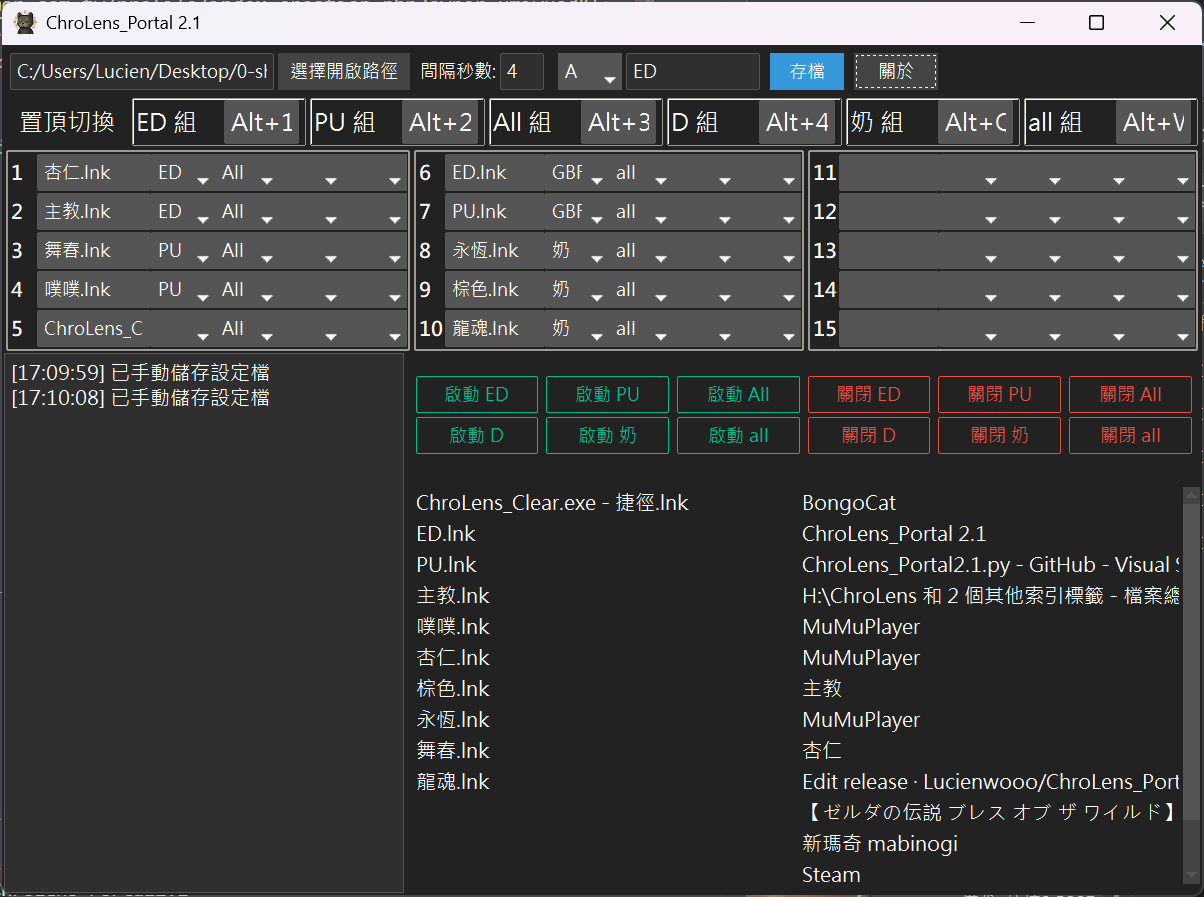 ChroLens_Portal 2.1
C:/Users/Lucien/Desktop/0-sl 選擇開啟路徑 間隔秒數: 4 A ED 存檔 關於
置頂切換 ED 組 Alt+1 PU 組 Alt+2 All 組 Alt+3 D 組 Alt+4 奶 組 Alt+ all 組 Alt+
1 杏仁.lnk ED All 6 ED.lnk GBF all 11
2 主教.lnk ED All 7 PU.lnk GBF all 12
3 舞春.lnk PU All 8 永恆.lnk 奶 all 13
4 噗噗.lnk PU All 9 棕色.lnk 奶 all 14
5 ChroLens_C All 10 龍魂.lnk 奶 all 15
[17:09:59] 已手動儲存設定檔
[17:10:08] 已手動儲存設定檔
啟動 ED 啟動 PU 啟動 All 關閉 ED 關閉 PU 關閉 All
啟動 D 啟動 奶 啟動 all 關閉 D 關閉 奶 關閉 all
ChroLens_Clear.exe - 捷徑.lnk
ED.lnk
PU.lnk
主教.lnk
噗噗.lnk
杏仁.lnk
棕色.lnk
永恆.lnk
舞春.lnk
龍魂.lnk
BongoCat
ChroLens_Portal 2.1
ChroLens_Portal2.1.py - GitHub - Visual
H:\ChroLens 和 2 個其他索引標籤 - 檔案總
MuMuPlayer
MuMuPlayer
主教
MuMuPlayer
杏仁
Edit release · Lucienwooo/ChroLens_Port
【ゼルダの伝説 ブレス オブ ザ ワイルド】
新瑪奇 mabinogi
Steam